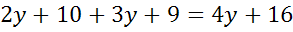 2y + 10 + 3y + 9 = 4y + 16